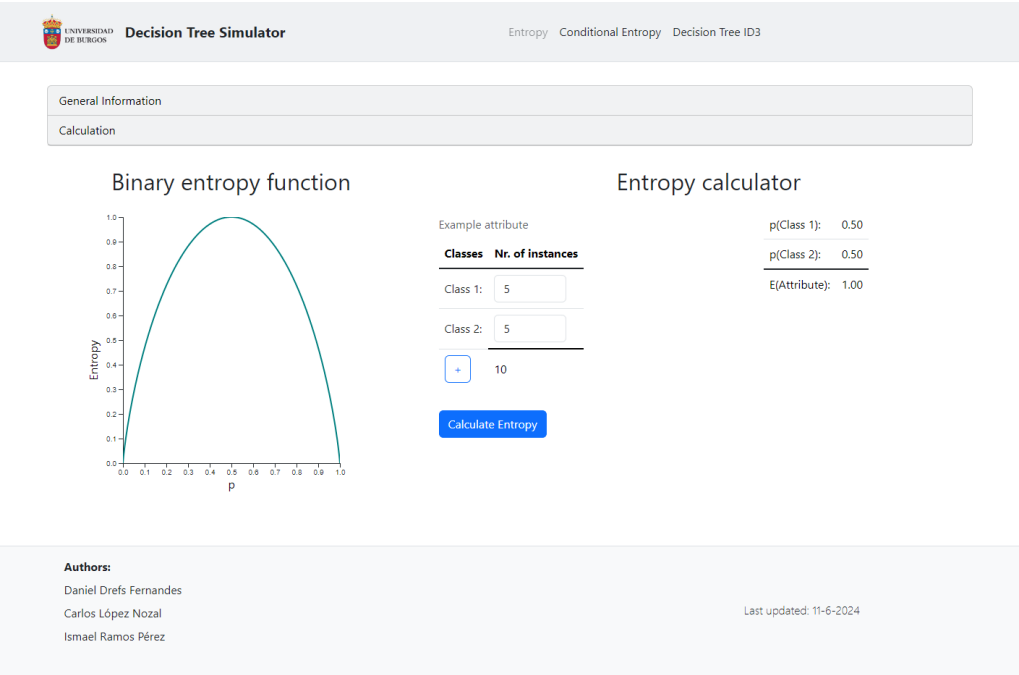 UNIVERSIDAD
DE BURGOS
Decision Tree Simulator
Entropy Conditional Entropy Decision Tree ID3
General Information
Calculation
Binary entropy function
Entropy
1.0
0.9
0.8
0.7
0.6
0.5
0.4
0.3
0.2
0.1
0.0
0.0 0.1 0.2 0.3 0.4 0.5 0.6 0.7 0.8 0.9 1.0
p
Entropy calculator
Example attribute
Classes Nr. of instances
Class 1: 5
Class 2: 5
+ 10
Calculate Entropy
p(Class 1): 0.50
p(Class 2): 0.50
E(Attribute): 1.00
Authors:
Daniel Drefs Fernandes
Carlos López Nozal
Ismael Ramos Pérez
Last updated: 11-6-2024